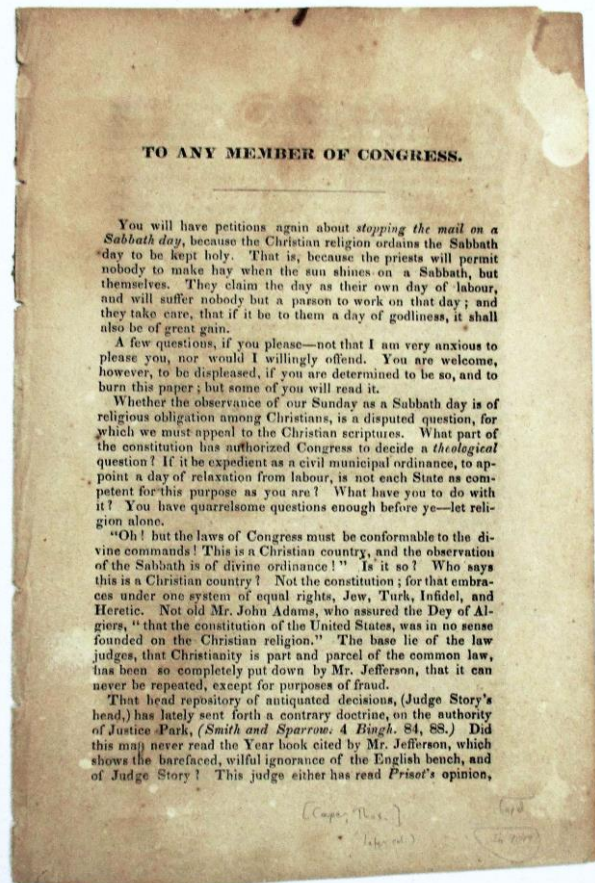 TO ANY MEMBER OF CONGRESS.
You will have petitions again about stopping the mail on a
Sabbath day, because the Christian religion ordains the Sabbath
day to be kept holy. That is, because the priests will permit
nobody to make hay when the sun shines on a Sabbath, but
themselves. They claim the day as their own day of labour,
and will suffer nobody but a parson to work on that day; and
they take care, that if it be to them a day of godliness, it shall
also be of great gain.
A few questions, if you please—not that I am very anxious to
please you, nor would I willingly offend. You are welcome,
however, to be displeased, if you are determined to be so, and to
burn this paper; but some of you will read it.
Whether the observance of our Sunday as a Sabbath day is of
religious obligation among Christians, is a disputed question, for
which we must appeal to the Christian scriptures. What part of
the constitution has authorized Congress to decide a theological
question? If it be expedient as a civil municipal ordinance, to ap-
point a day of relaxation from labour, is not each State as com-
petent for this purpose as you are? What have you to do with
it? You have quarrelsome questions enough before ye—let reli-
gion alone.
"Oh! but the laws of Congress must be conformable to the di-
vine commands! This is a Christian country, and the observation
of the Sabbath is of divine ordinance!" Is it so? Who says
this is a Christian country? Not the constitution; for that embra-
ces under one system of equal rights, Jew, Turk, Infidel, and
Heretic. Not old Mr. John Adams, who assured the Dey of Al-
giers, "that the constitution of the United States, was in no sense
founded on the Christian religion." The base lie of the law
judges, that Christianity is part and parcel of the common law,
has been so completely put down by Mr. Jefferson, that it can
never be repeated, except for purposes of fraud.
That head repository of antiquated decisions, (Judge Story's
head,) has lately sent forth a contrary doctrine, on the authority
of Justice Park, (Smith and Sparrow. 4 Bingh. 84, 88.) Did
this man never read the Year book cited by Mr. Jefferson, which
shows the barefaced, wilful ignorance of the English bench, and
of Judge Story? This judge either has read Prisot's opinion,